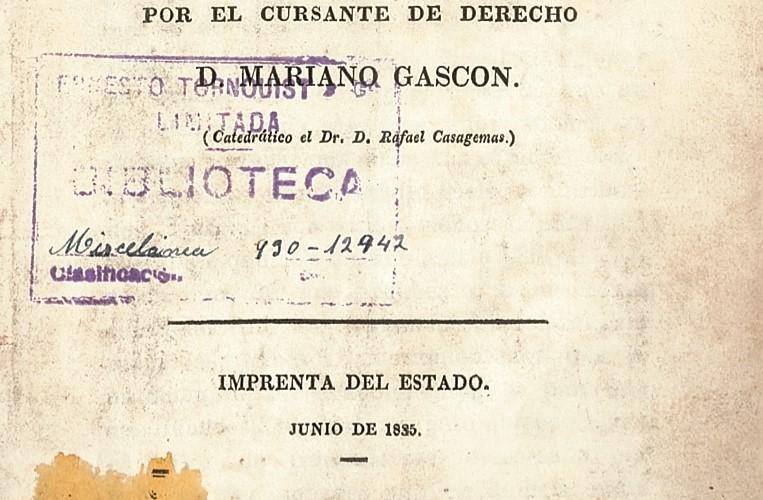 POR EL CURSANTE DE DERECHO
D. MARIANO GASCON.
ERNESTO TORNQUIST Y Cª
LIMITADA
(Catedrático el Dr. D. Rafael Casagemas.)
BIBLIOTECA
Miscelánea 930-12942
Clasificación
IMPRENTA DEL ESTADO.
JUNIO DE 1835.